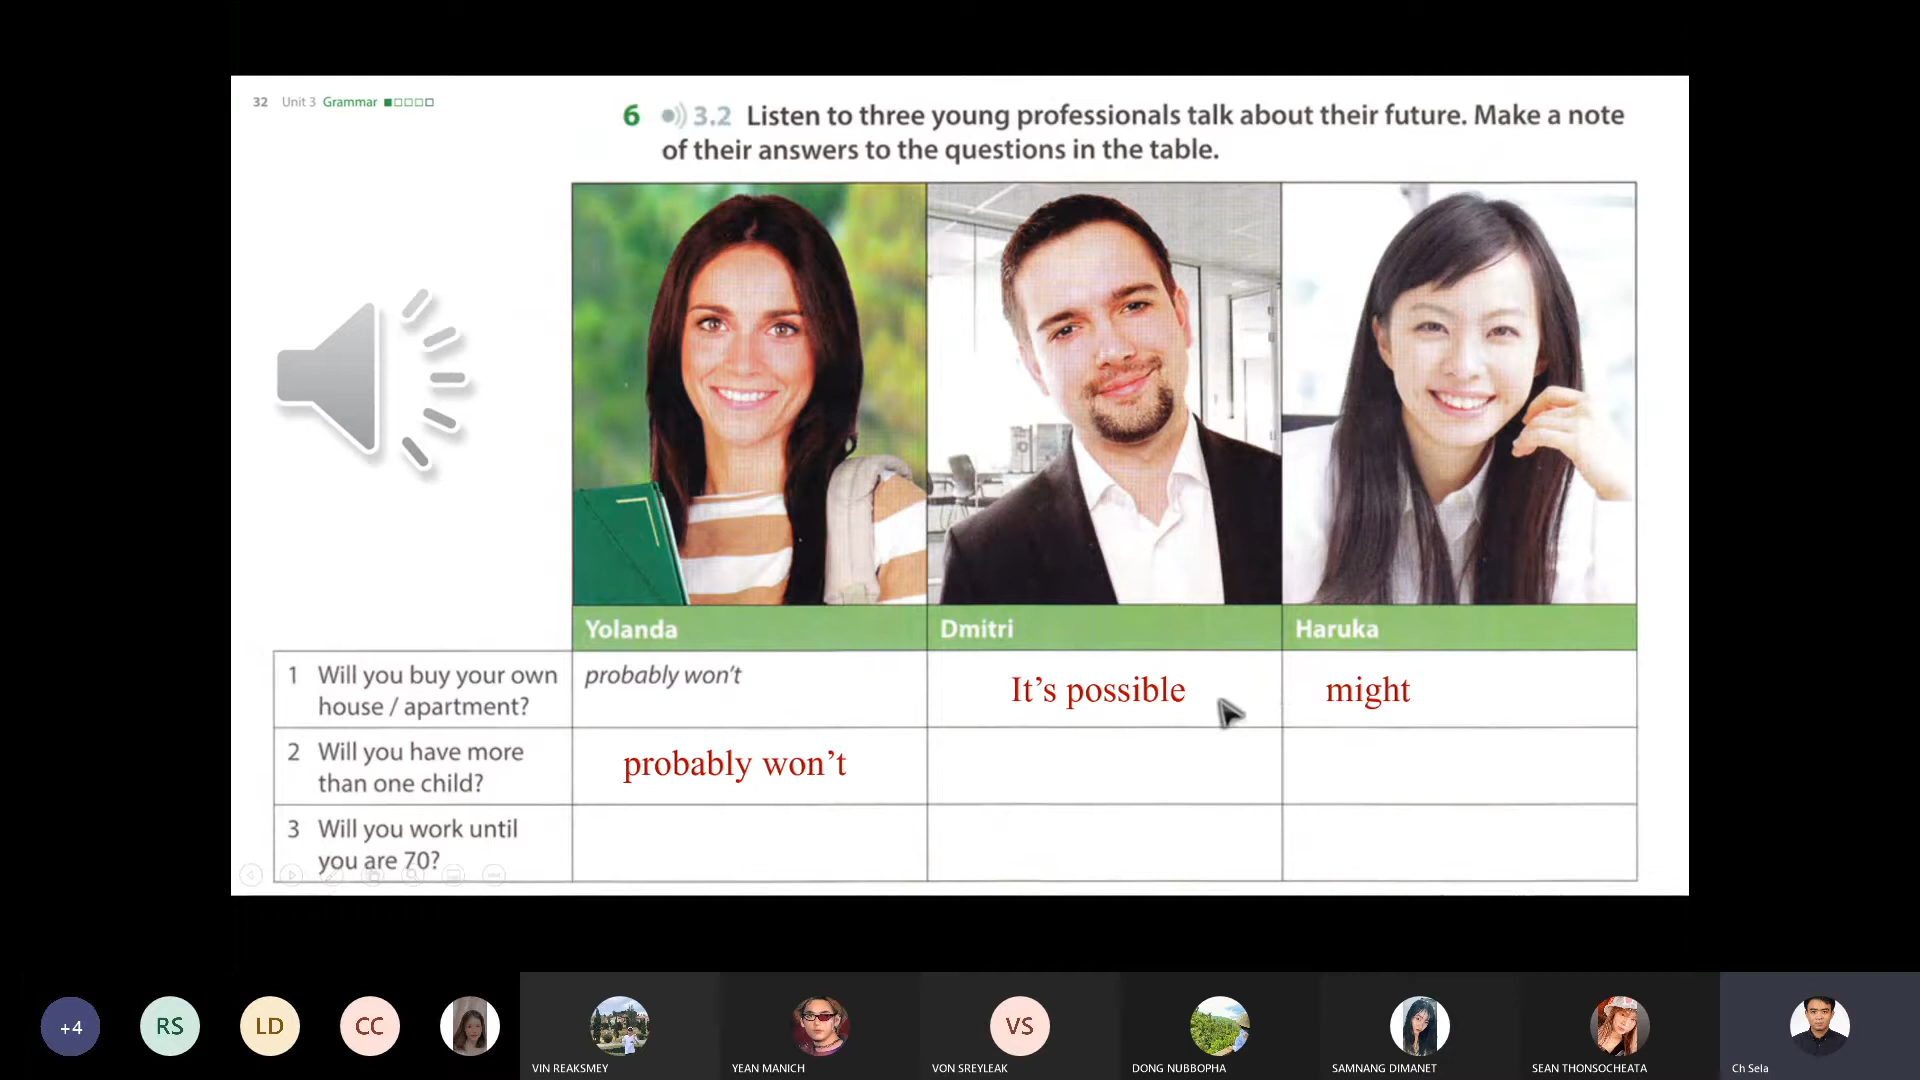 32 Unit 3 Grammar
6 3.2 Listen to three young professionals talk about their future. Make a note
of their answers to the questions in the table.
Yolanda Dmitri Haruka
1 Will you buy your own
house / apartment?
probably won't
It's possible
might
2 Will you have more
than one child?
probably won't
3 Will you work until
you are 70?
+4 RS LD CC VS
VIN REAKSMEY YEAN MANICH VON SREYLEAK DONG NUBBOPHA SAMNANG DIMANET SEAN THONSOCHEATA Ch Sela